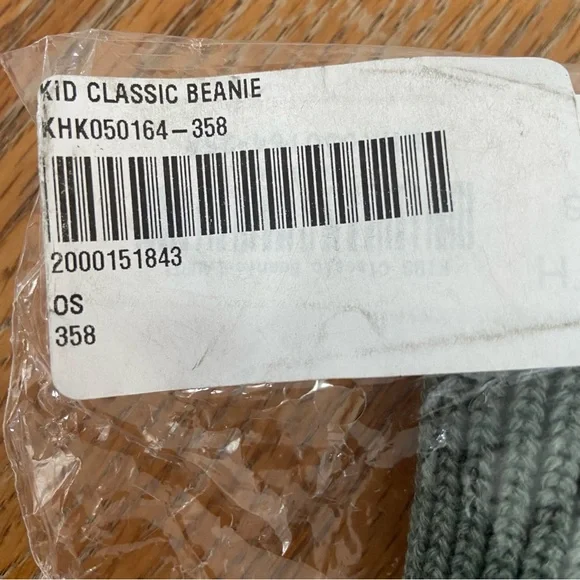 KiD CLASSIC BEANIE
KHK050164-358
2000151843
OS
358